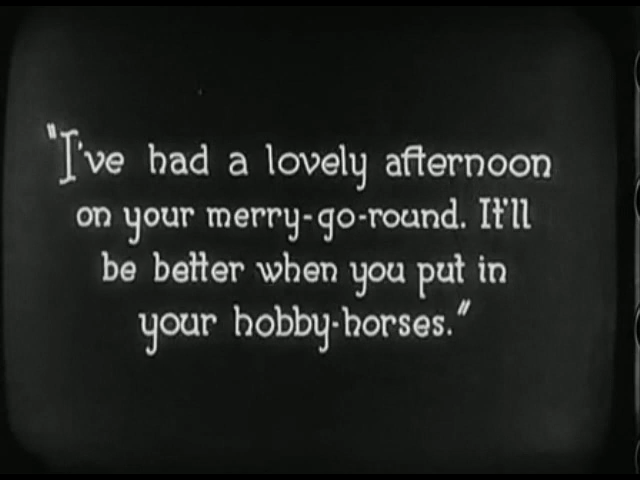 "I've had a lovely afternoon
on your merry-go-round. It'll
be better when you put in
your hobby-horses."